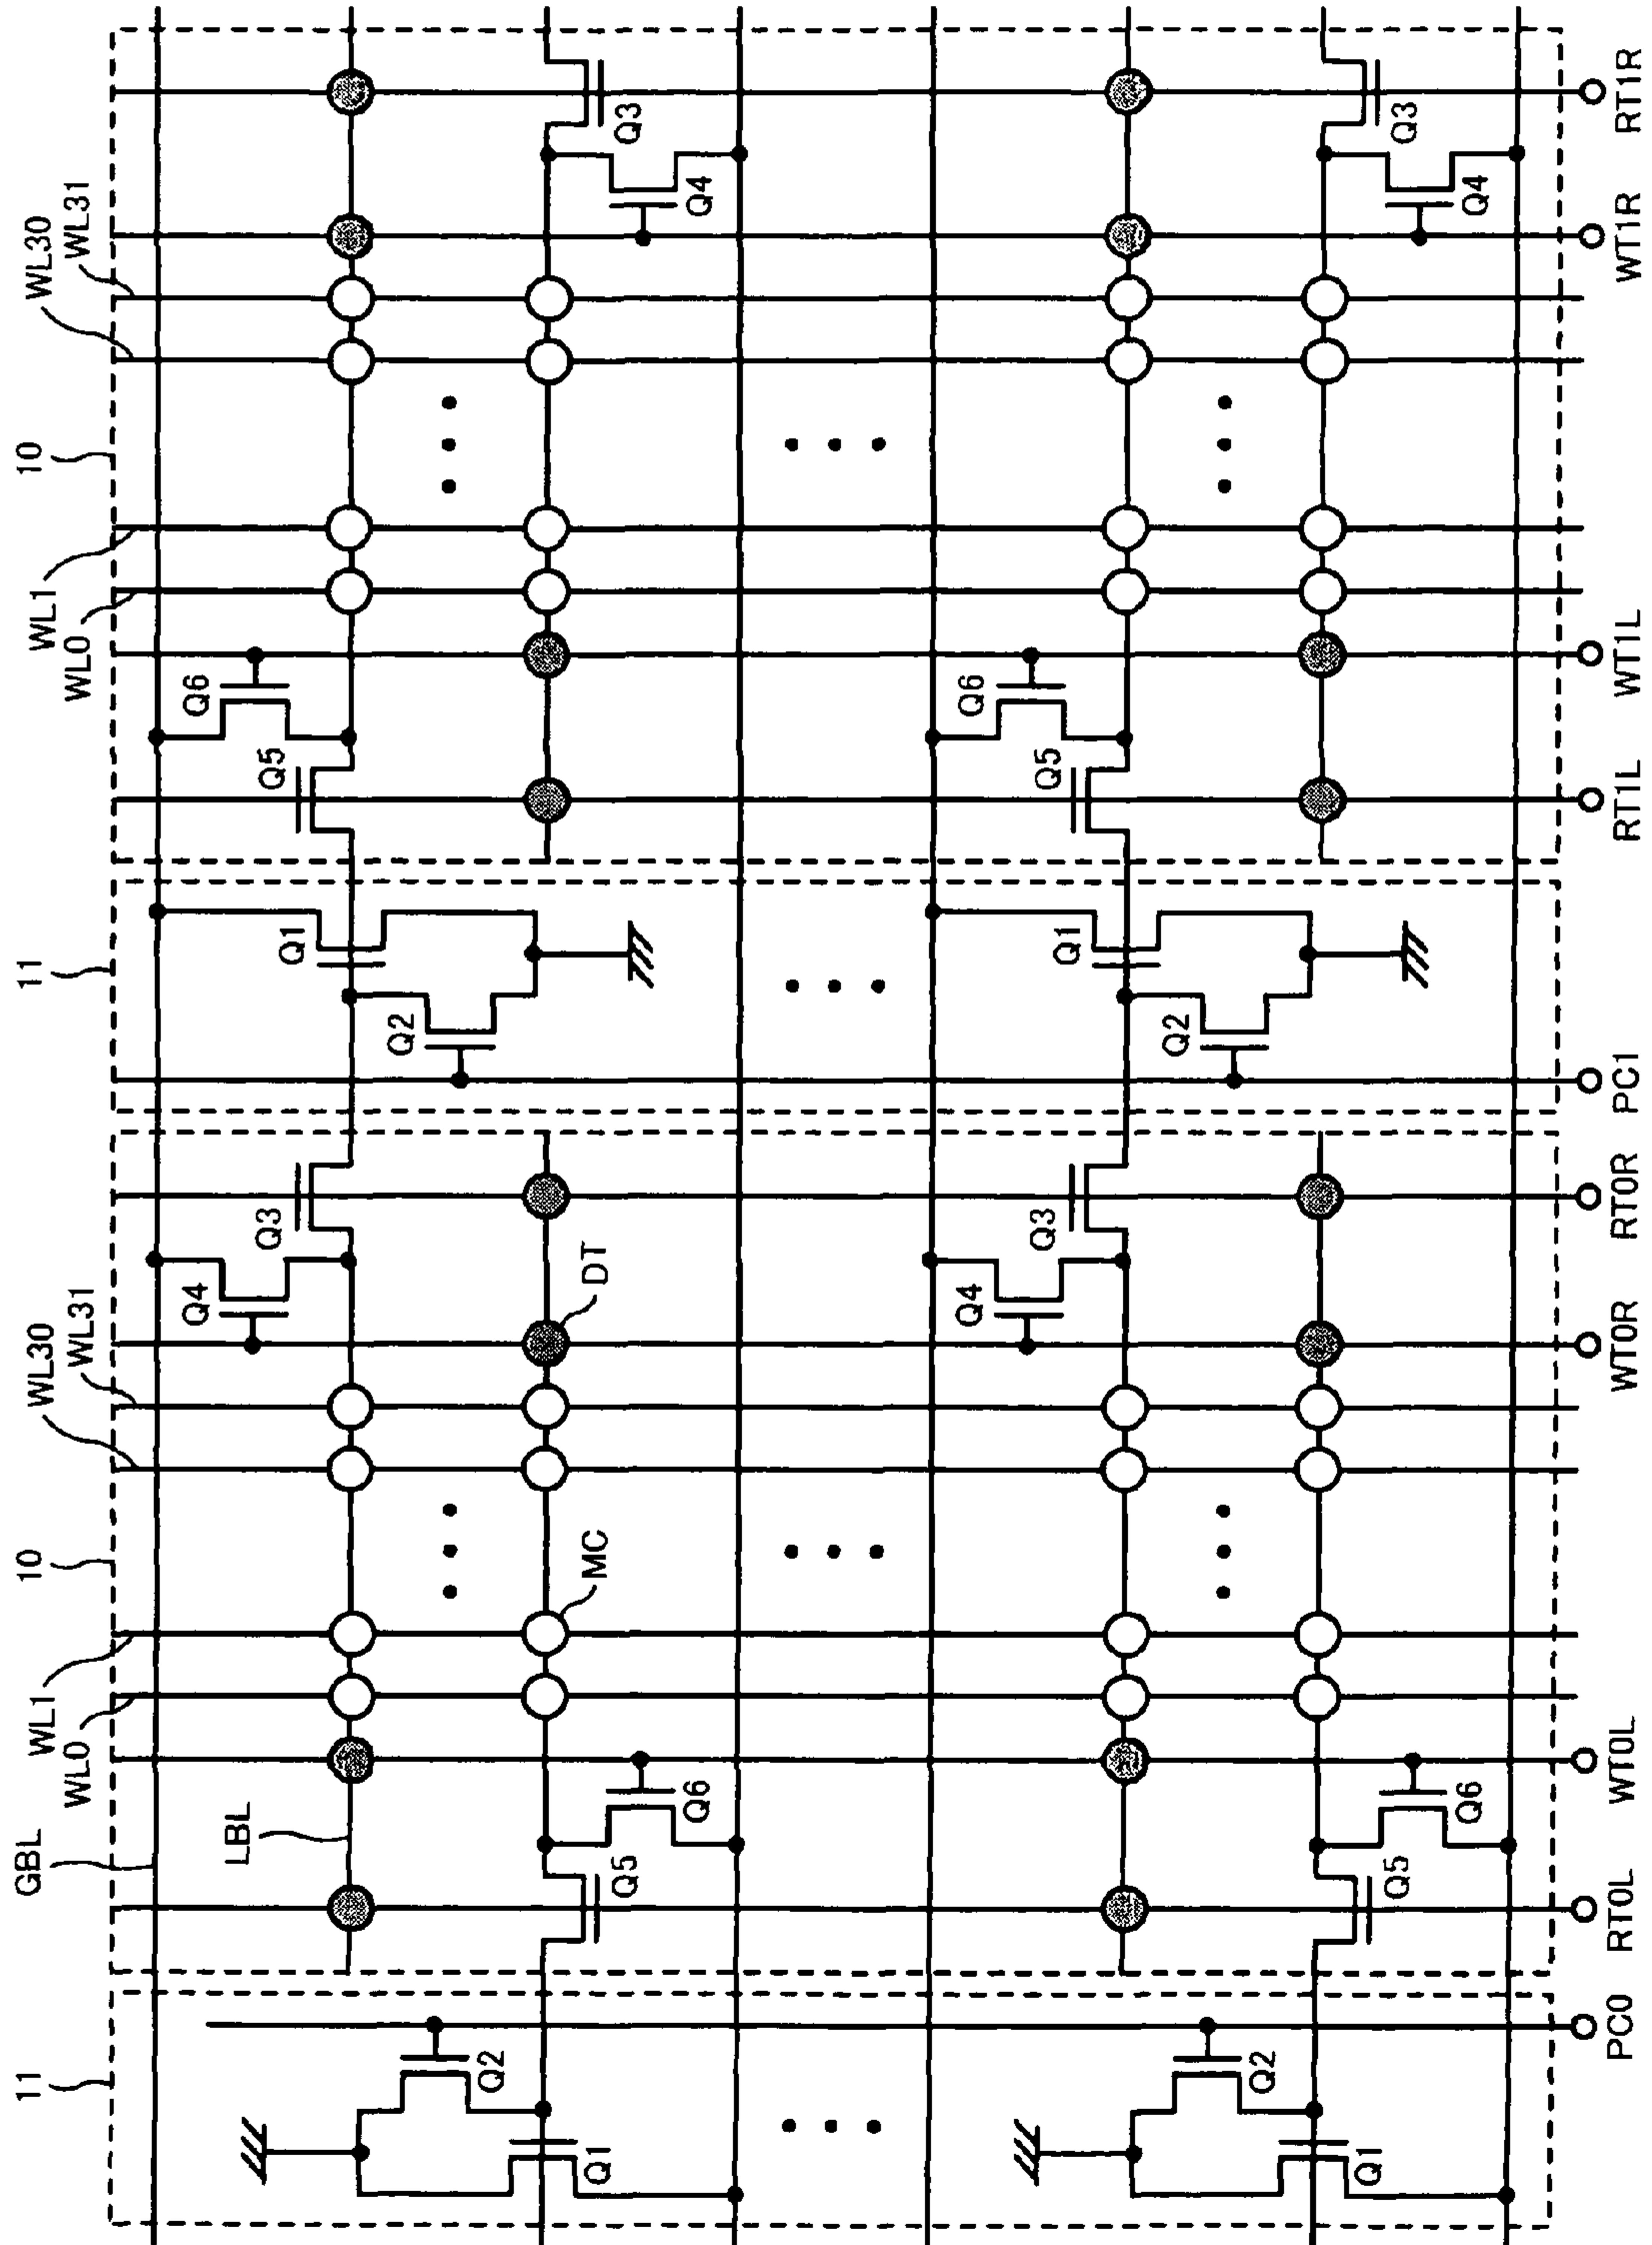 11
GBL
10
WL30
11
10
WL30
WL1
WL1
WL0
WL31
WL0
WL31
LBL
Q4
Q6
Q3
Q5
Q1
Q2
Q2
Q1
MC
DT
Q5
Q3
Q6
Q4
Q4
Q6
Q3
Q5
Q1
Q2
Q2
Q1
Q5
Q3
Q6
Q4
PC0
RT0L
WT0L
WT0R
RT0R
PC1
RT1L
WT1L
WT1R
RT1R